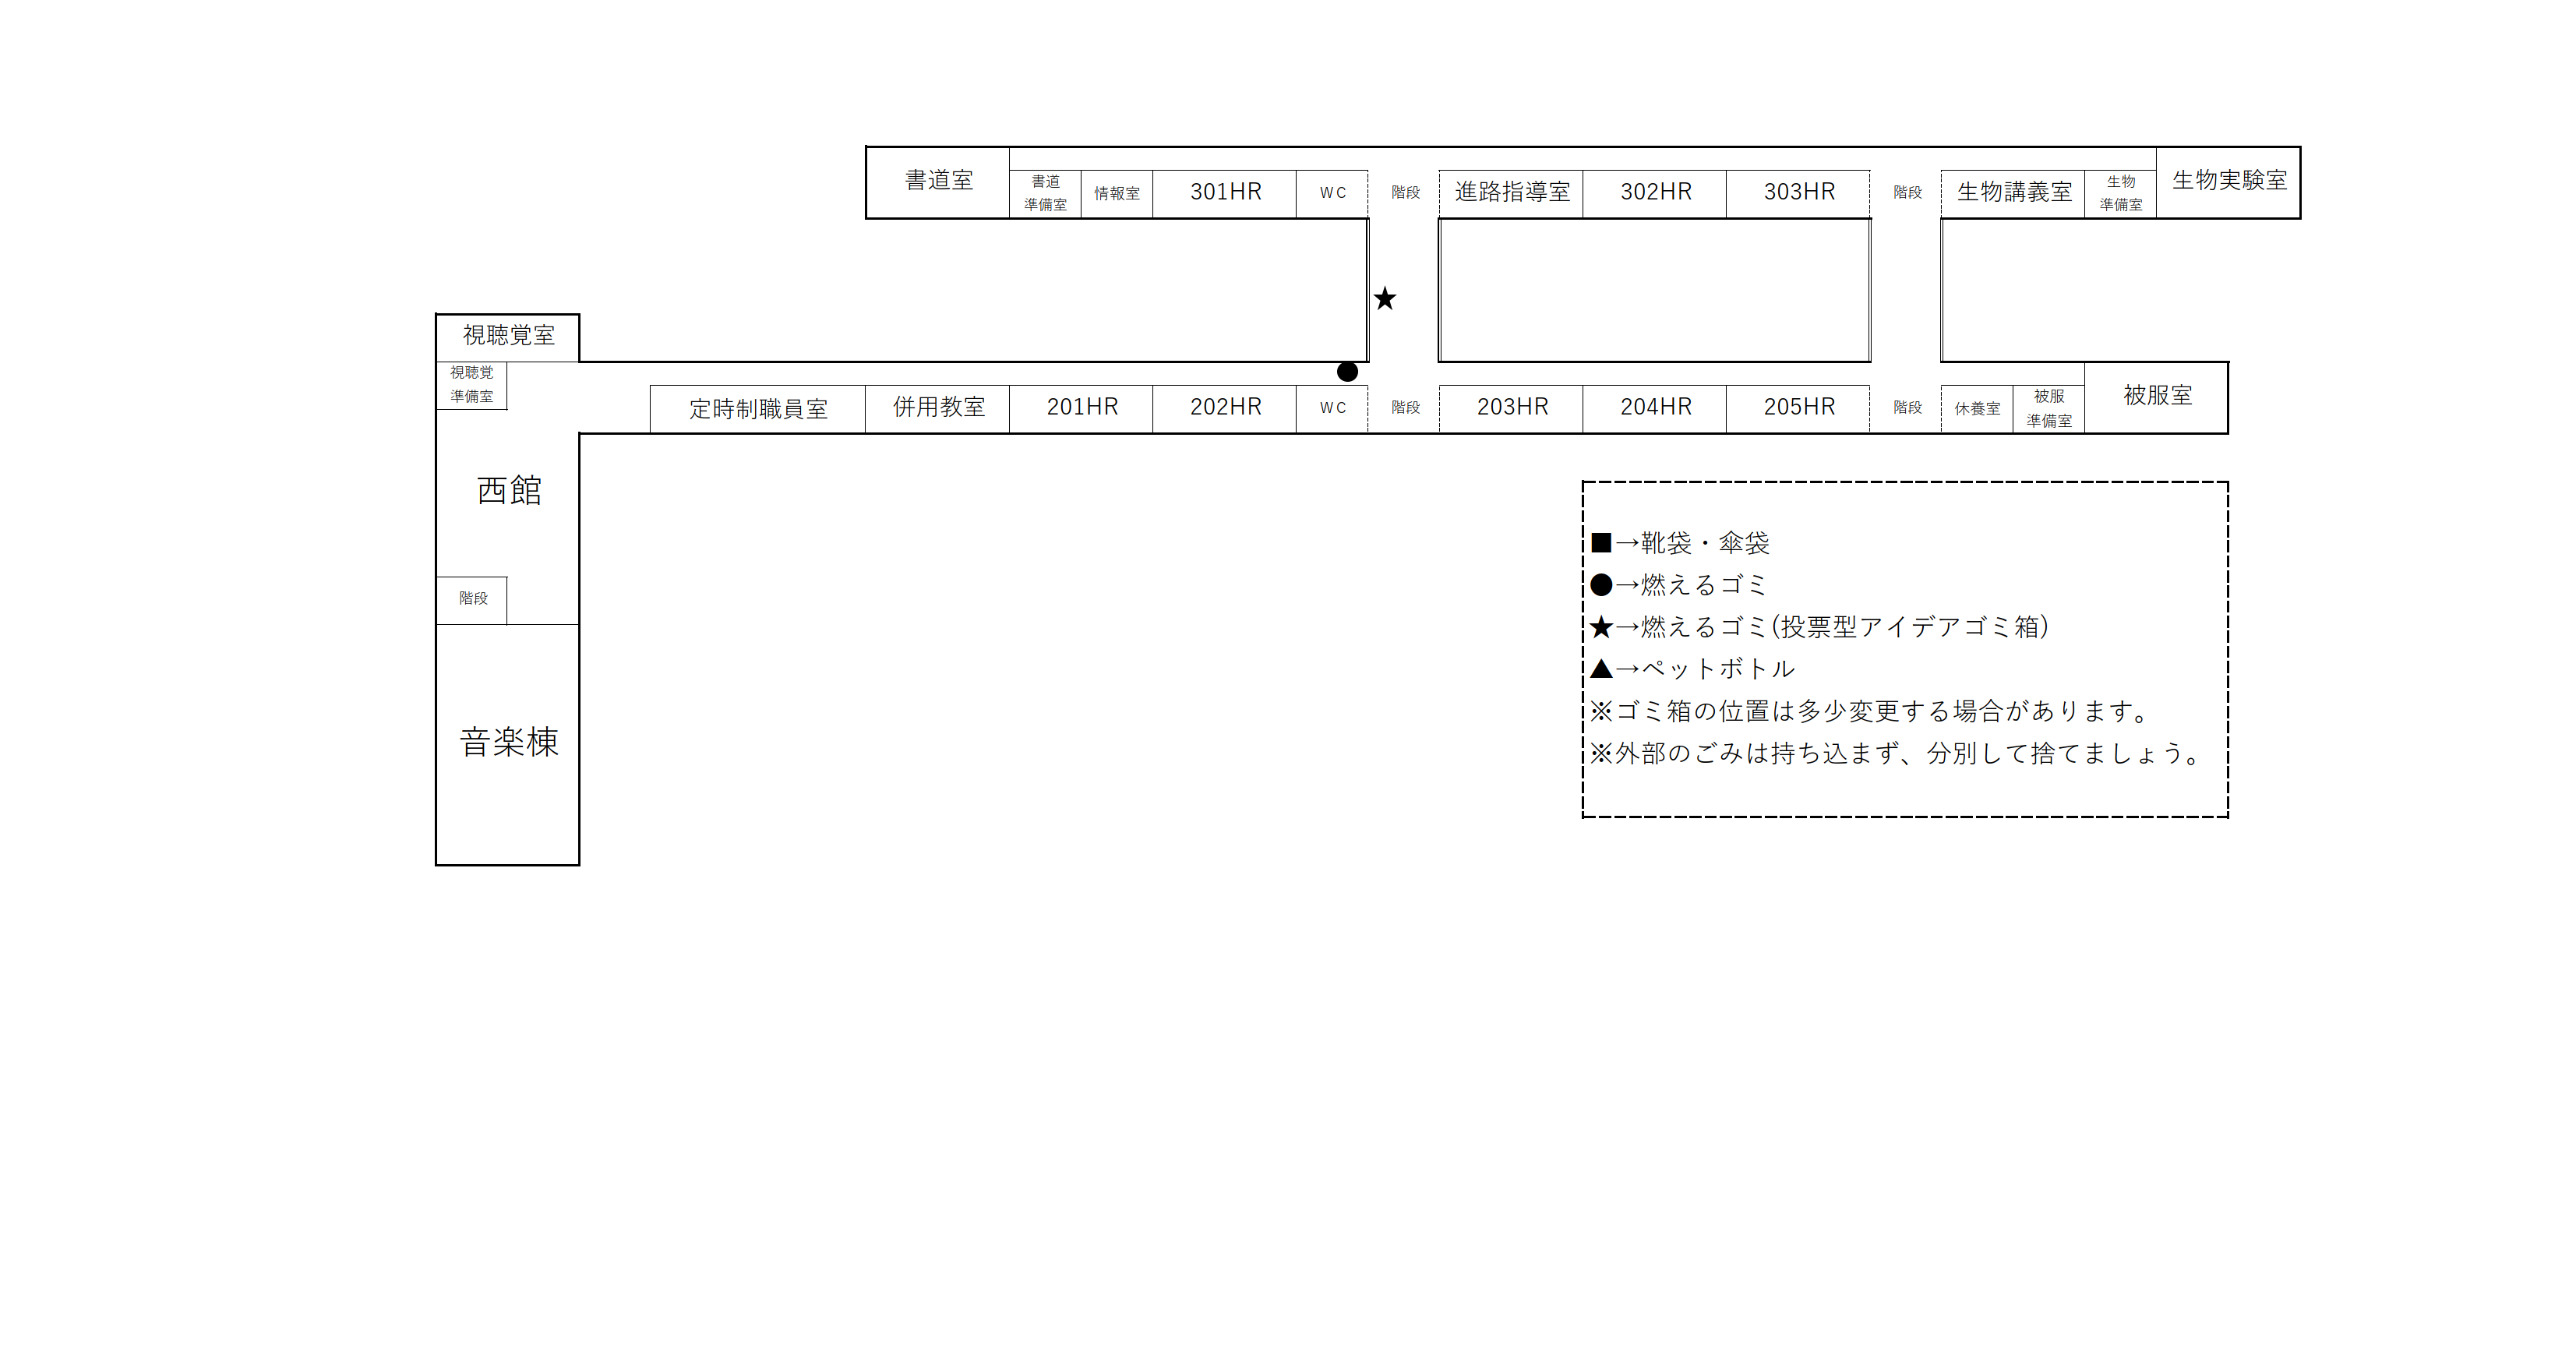 書道室
書道
準備室
情報室
301HR
WC
階段
進路指導室
302HR
303HR
階段
生物講義室
生物
準備室
生物実験室
★
視聴覚室
視聴覚
準備室
●
定時制職員室
併用教室
201HR
202HR
WC
階段
203HR
204HR
205HR
階段
休養室
被服
準備室
被服室
西館
階段
音楽棟
■→靴袋・傘袋
●→燃えるゴミ
★→燃えるゴミ(投票型アイデアゴミ箱)
▲→ペットボトル
※ゴミ箱の位置は多少変更する場合があります。
※外部のごみは持ち込まず、分別して捨てましょう。